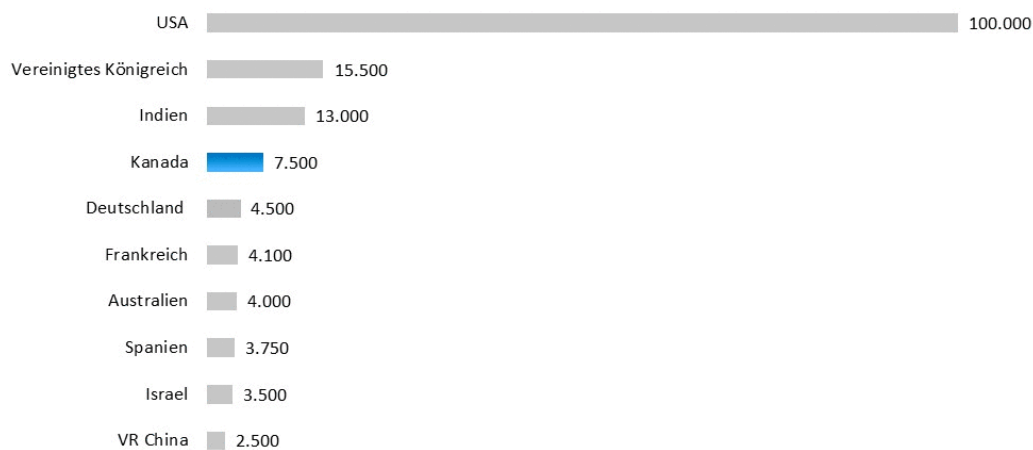 USA 100.000
Vereinigtes Königreich 15.500
Indien 13.000
Kanada 7.500
Deutschland 4.500
Frankreich 4.100
Australien 4.000
Spanien 3.750
Israel 3.500
VR China 2.500